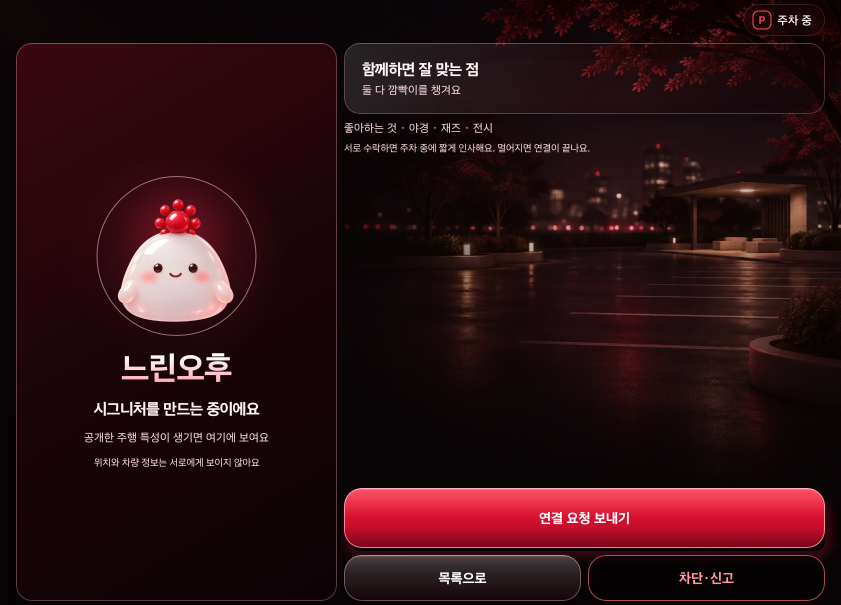 P 주차 중
함께하면 잘 맞는 점
둘 다 깜빡이를 챙겨요
좋아하는 것 · 야경 · 재즈 · 전시
서로 수락하면 주차 중에 짧게 인사해요. 멀어지면 연결이 끝나요.
느린오후
시그니처를 만드는 중이에요
공개한 주행 특성이 생기면 여기에 보여요
위치와 차량 정보는 서로에게 보이지 않아요
연결 요청 보내기
목록으로
차단·신고